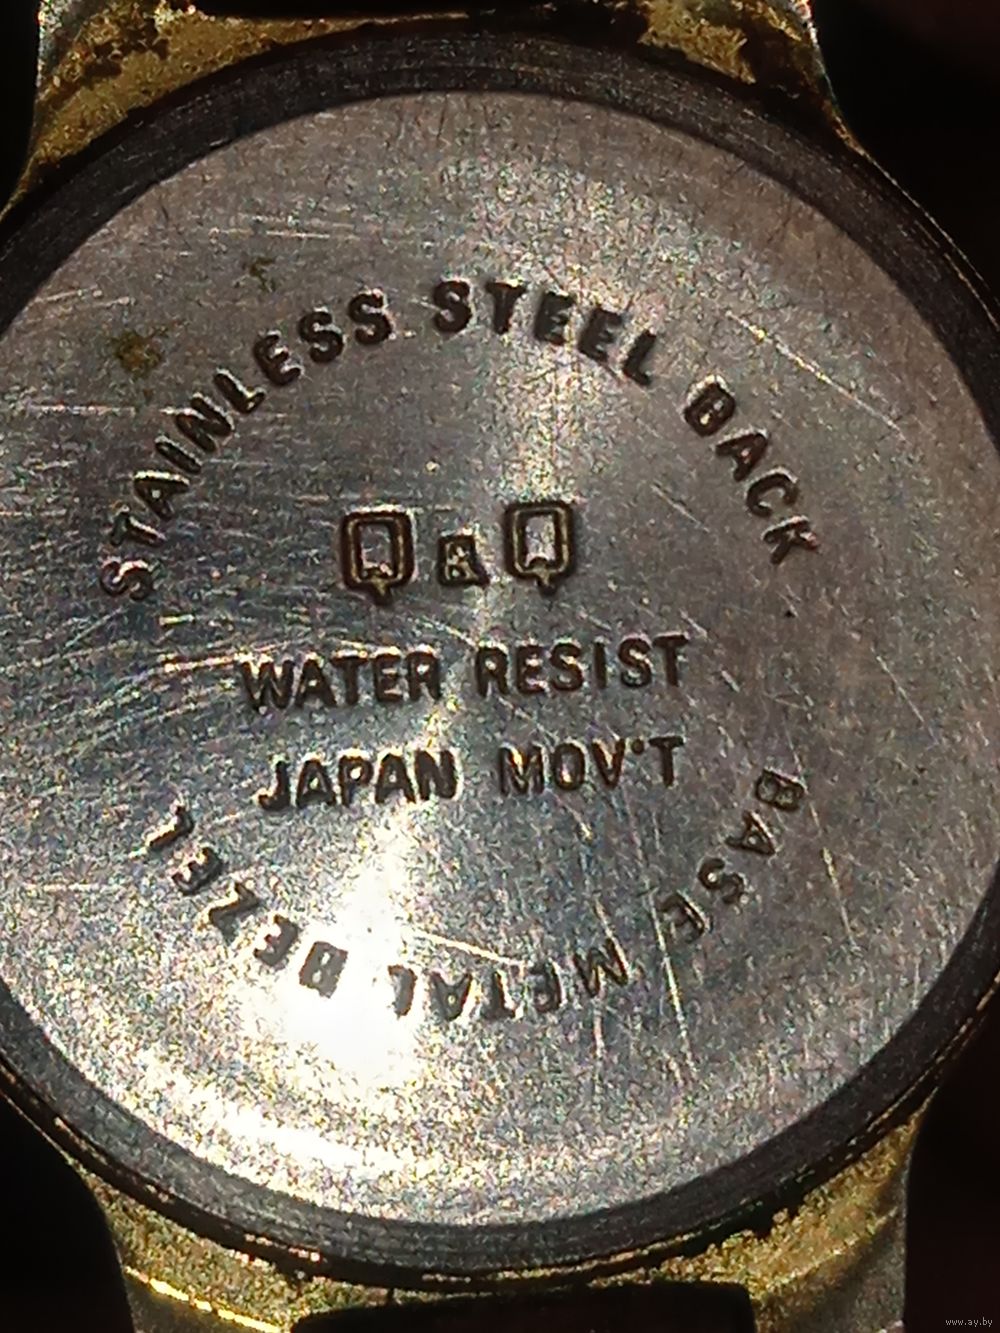 STAINLESS STEEL BACK
Q&Q
WATER RESIST
JAPAN MOV'T
BASE METAL BEZEL
www.ay.by